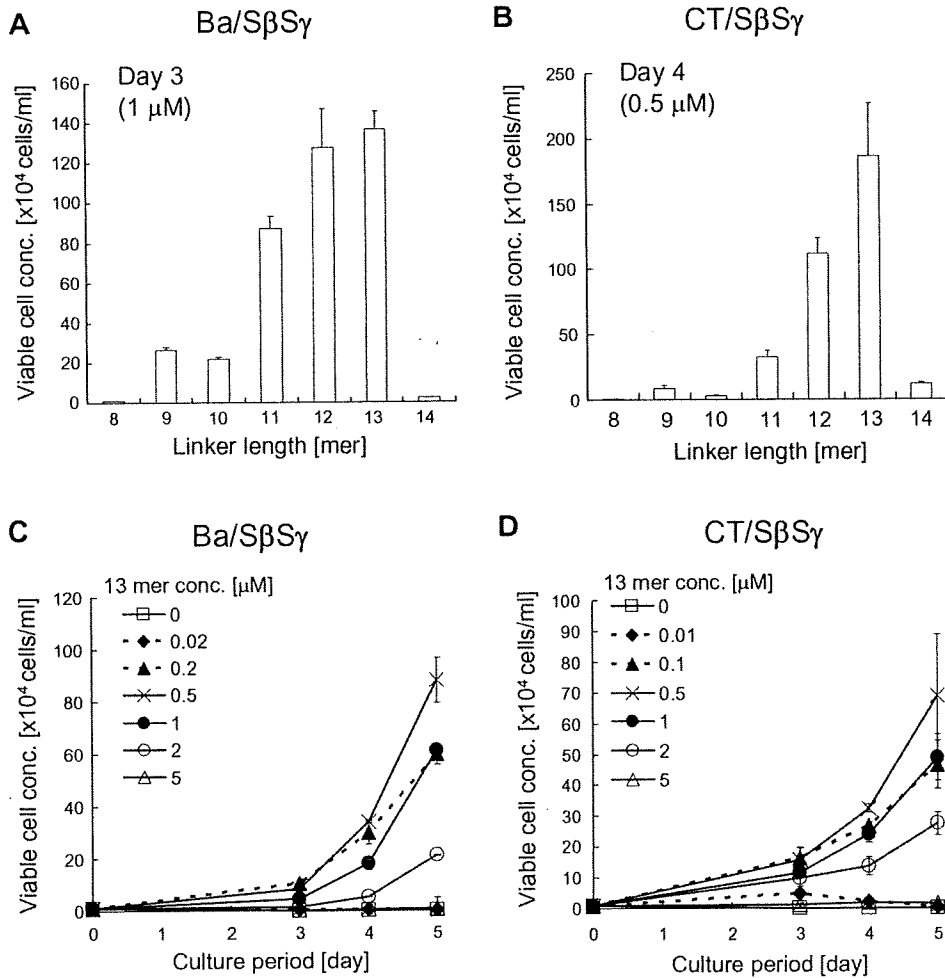 A
Ba/SβSγ
Day 3
(1 μM)
Viable cell conc. [x10⁴ cells/ml]
160
140
120
100
80
60
40
20
0
8 9 10 11 12 13 14
Linker length [mer]
B
CT/SβSγ
Day 4
(0.5 μM)
Viable cell conc. [x10⁴ cells/ml]
250
200
150
100
50
0
8 9 10 11 12 13 14
Linker length [mer]
C
Ba/SβSγ
13 mer conc. [μM]
0
0.02
0.2
0.5
1
2
5
Viable cell conc. [x10⁴ cells/ml]
120
100
80
60
40
20
0
0 3 4 5
Culture period [day]
D
CT/SβSγ
13 mer conc. [μM]
0
0.01
0.1
0.5
1
2
5
Viable cell conc. [x10⁴ cells/ml]
100
90
80
70
60
50
40
30
20
10
0
0 3 4 5
Culture period [day]